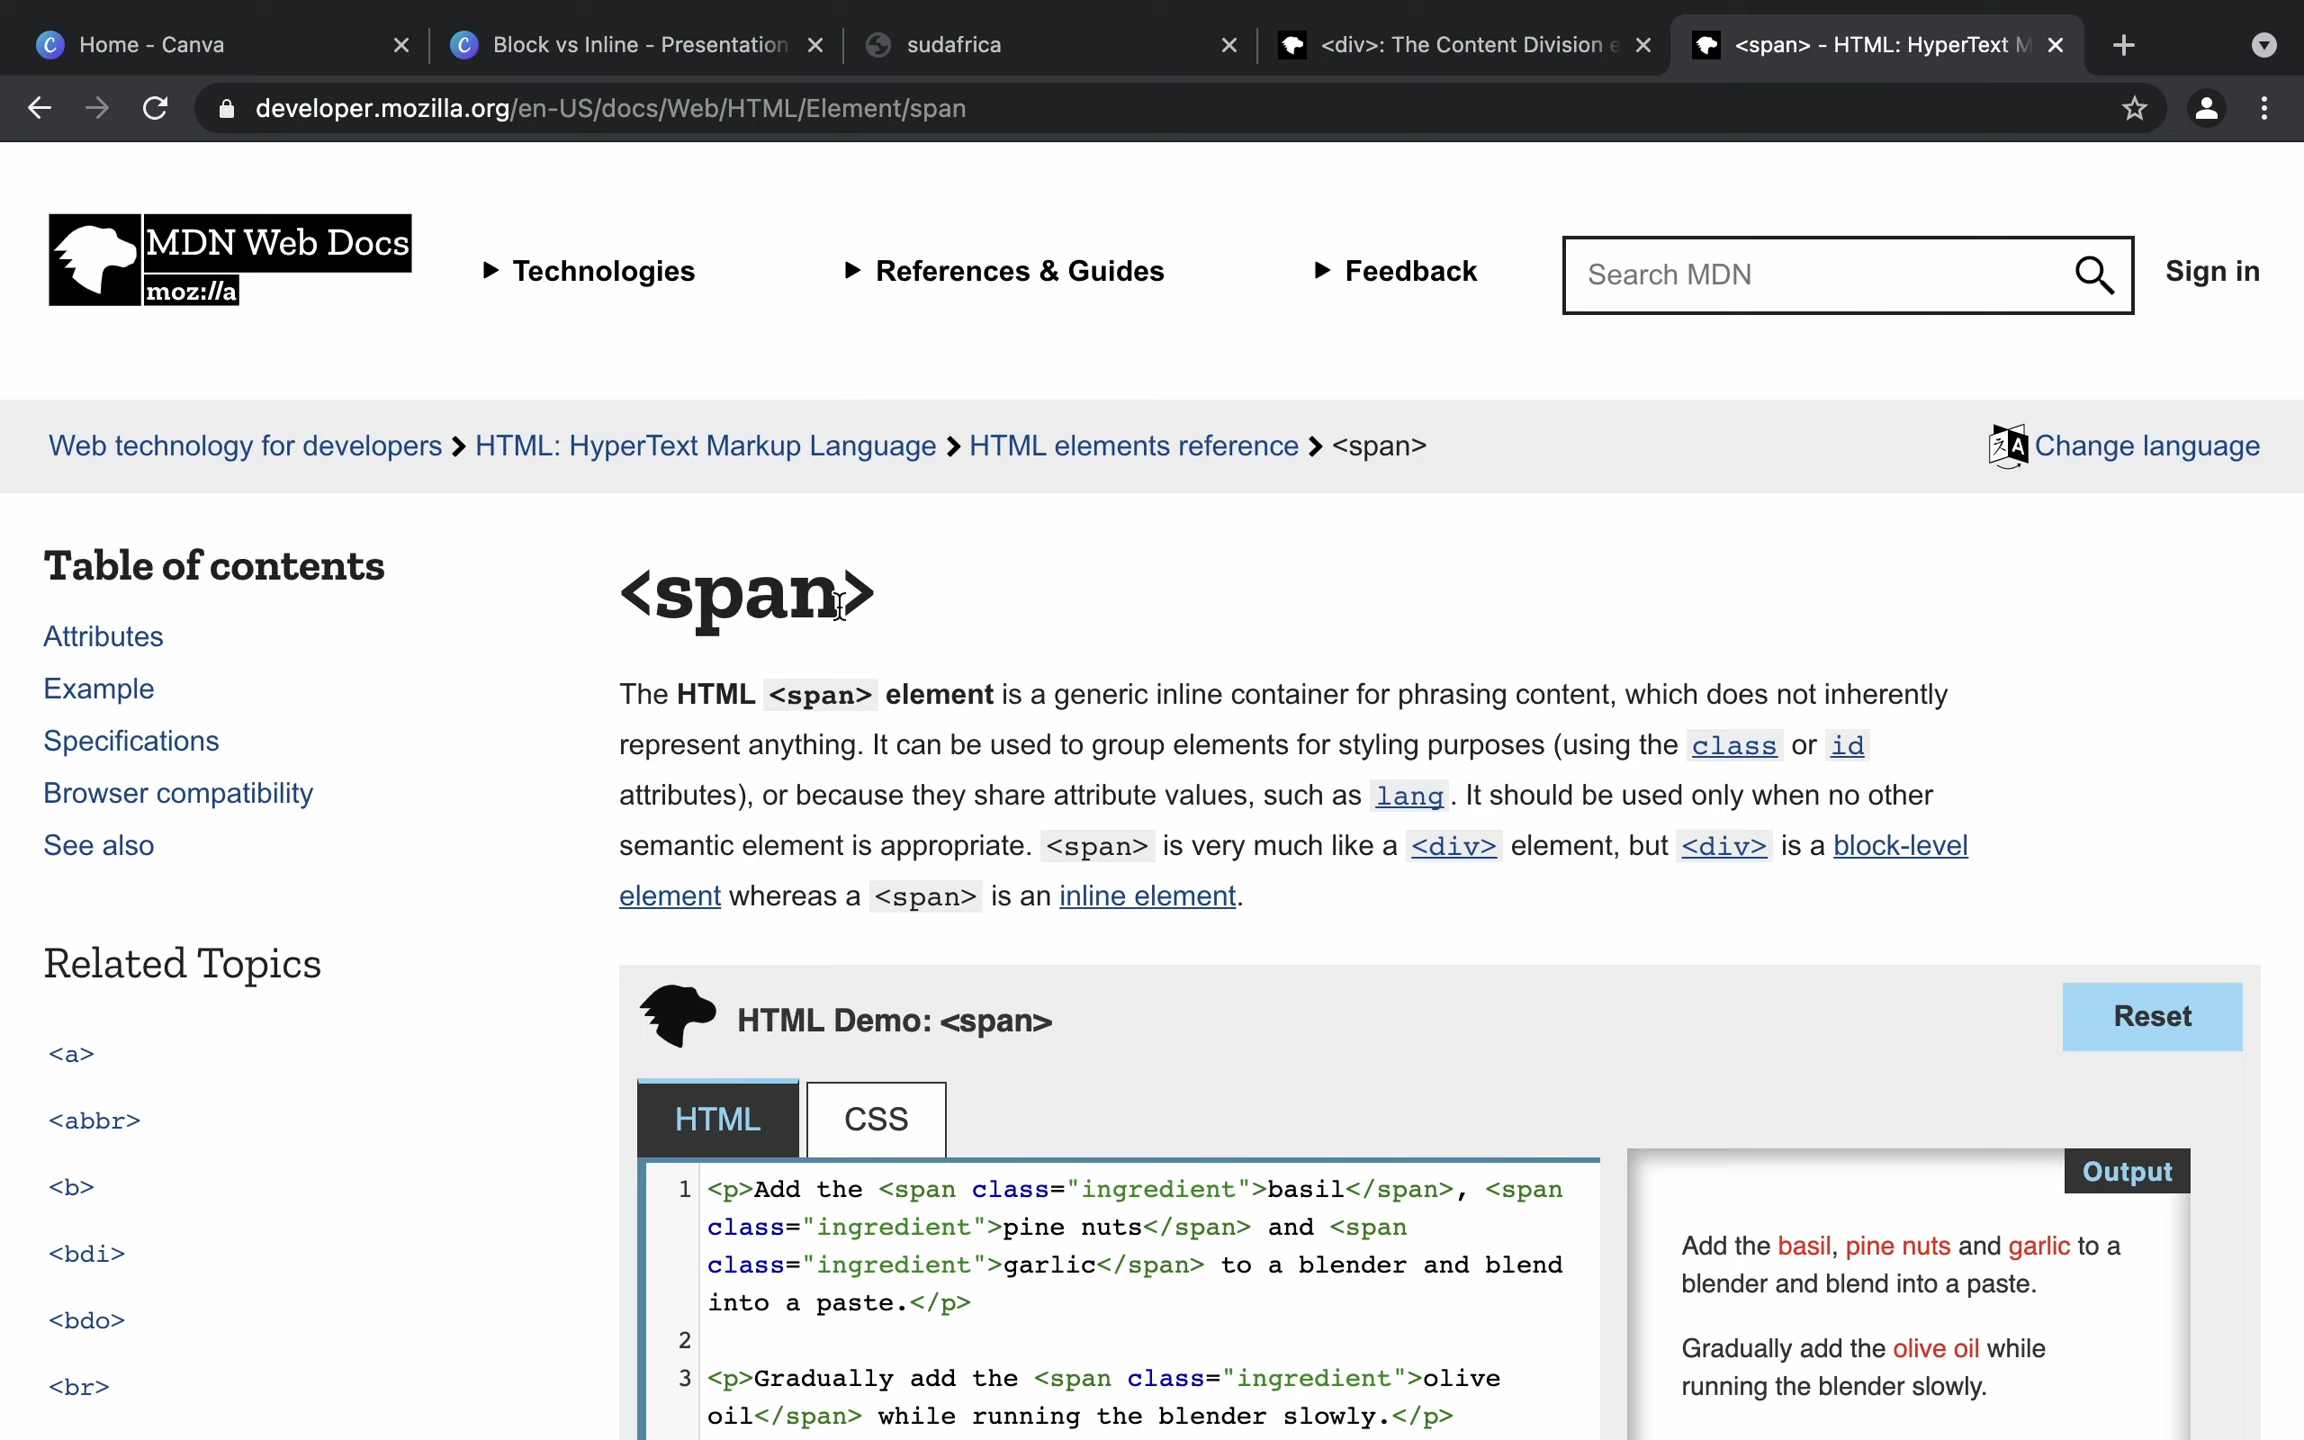 Home - Canva
Block vs Inline - Presentation
sudafrica
<div>: The Content Division e
<span> - HTML: HyperText M
developer.mozilla.org/en-US/docs/Web/HTML/Element/span
MDN Web Docs
moz://a
Technologies
References & Guides
Feedback
Search MDN
Sign in
Web technology for developers > HTML: HyperText Markup Language > HTML elements reference > <span>
Change language
Table of contents
Attributes
Example
Specifications
Browser compatibility
See also
Related Topics
<a>
<abbr>
<b>
<bdi>
<bdo>
<br>
<span>
The HTML <span> element is a generic inline container for phrasing content, which does not inherently
represent anything. It can be used to group elements for styling purposes (using the class or id
attributes), or because they share attribute values, such as lang. It should be used only when no other
semantic element is appropriate. <span> is very much like a <div> element, but <div> is a block-level
element whereas a <span> is an inline element.
HTML Demo: <span>
Reset
HTML
CSS
1 <p>Add the <span class="ingredient">basil</span>, <span
class="ingredient">pine nuts</span> and <span
class="ingredient">garlic</span> to a blender and blend
into a paste.</p>
2
3 <p>Gradually add the <span class="ingredient">olive
oil</span> while running the blender slowly.</p>
Output
Add the basil, pine nuts and garlic to a
blender and blend into a paste.
Gradually add the olive oil while
running the blender slowly.